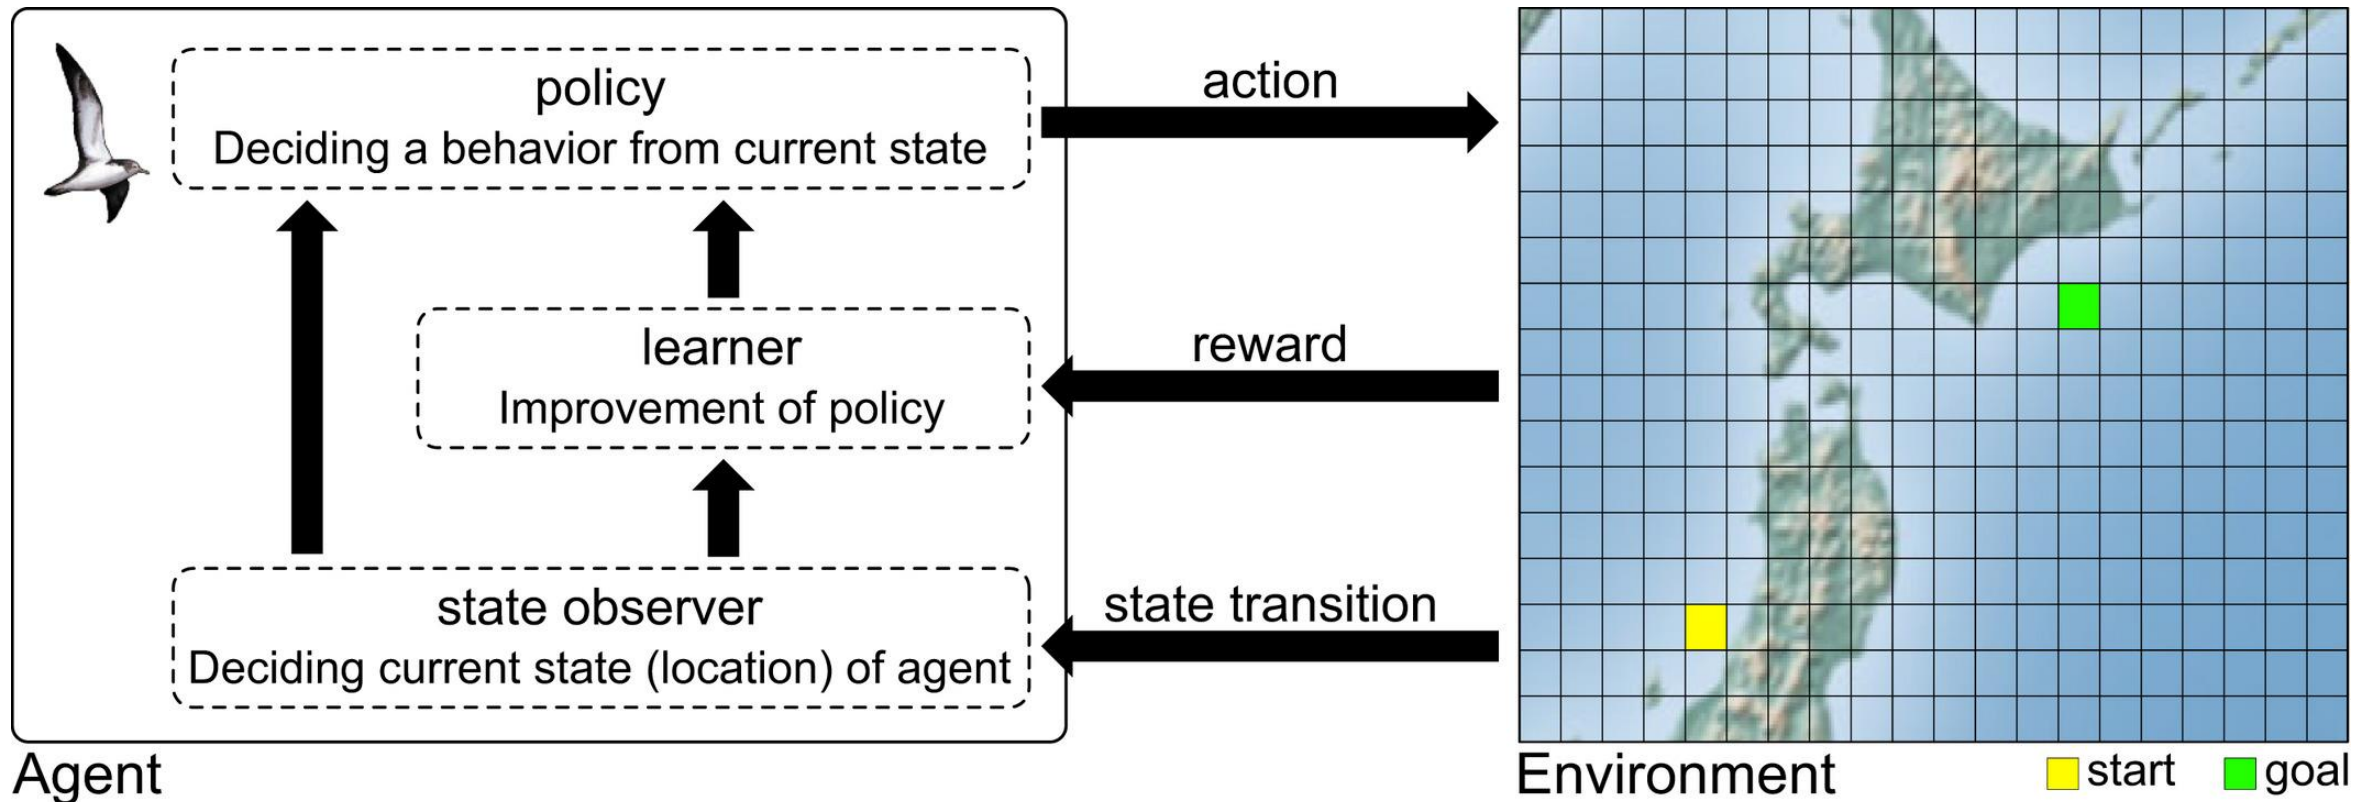 policy
Deciding a behavior from current state
learner
Improvement of policy
state observer
Deciding current state (location) of agent
Agent
action
reward
state transition
Environment
start
goal